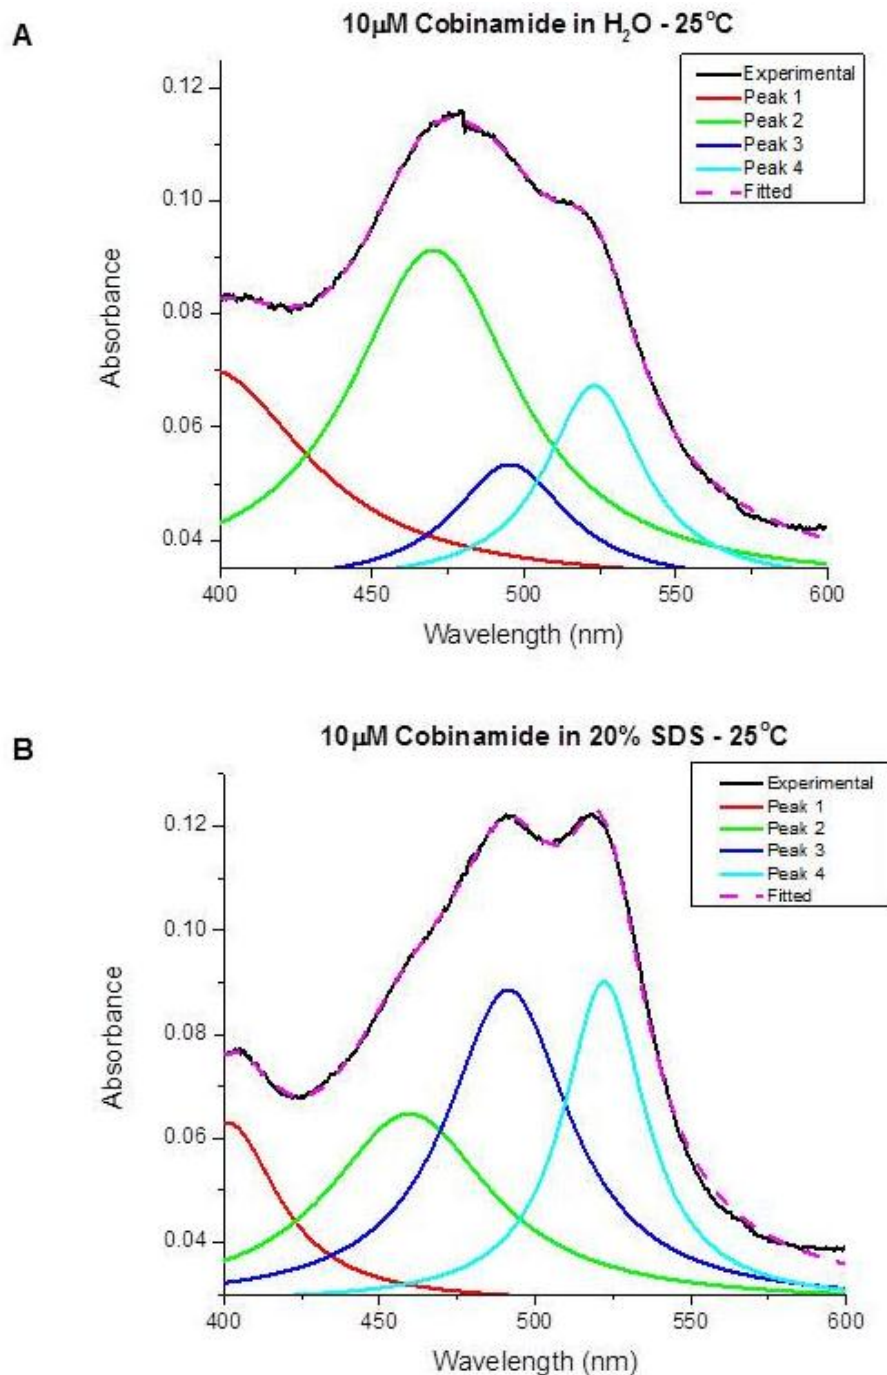 A
10μM Cobinamide in H₂O - 25°C
Experimental
Peak 1
Peak 2
Peak 3
Peak 4
Fitted
0.12
0.10
0.08
0.06
0.04
Absorbance
400 450 500 550 600
Wavelength (nm)
B
10μM Cobinamide in 20% SDS - 25°C
Experimental
Peak 1
Peak 2
Peak 3
Peak 4
Fitted
0.12
0.10
0.08
0.06
0.04
Absorbance
400 450 500 550 600
Wavelength (nm)